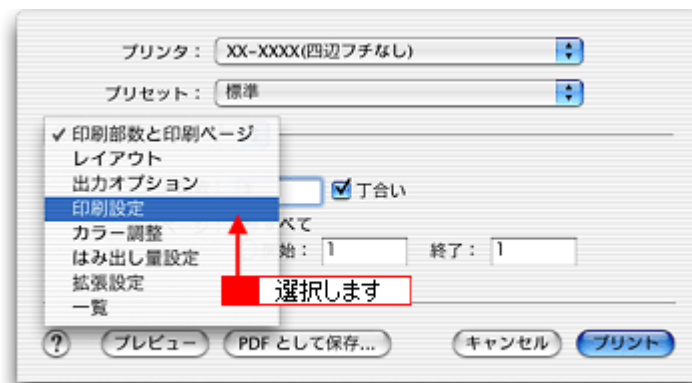 プリンタ： XX-XXXX(四辺フチなし)
プリセット： 標準
✓ 印刷部数と印刷ページ
レイアウト
出力オプション
丁合い
印刷設定
べて
カラー調整
始： 1 終了： 1
はみ出し量設定
拡張設定
選択します
一覧
? プレビュー PDF として保存... キャンセル プリント